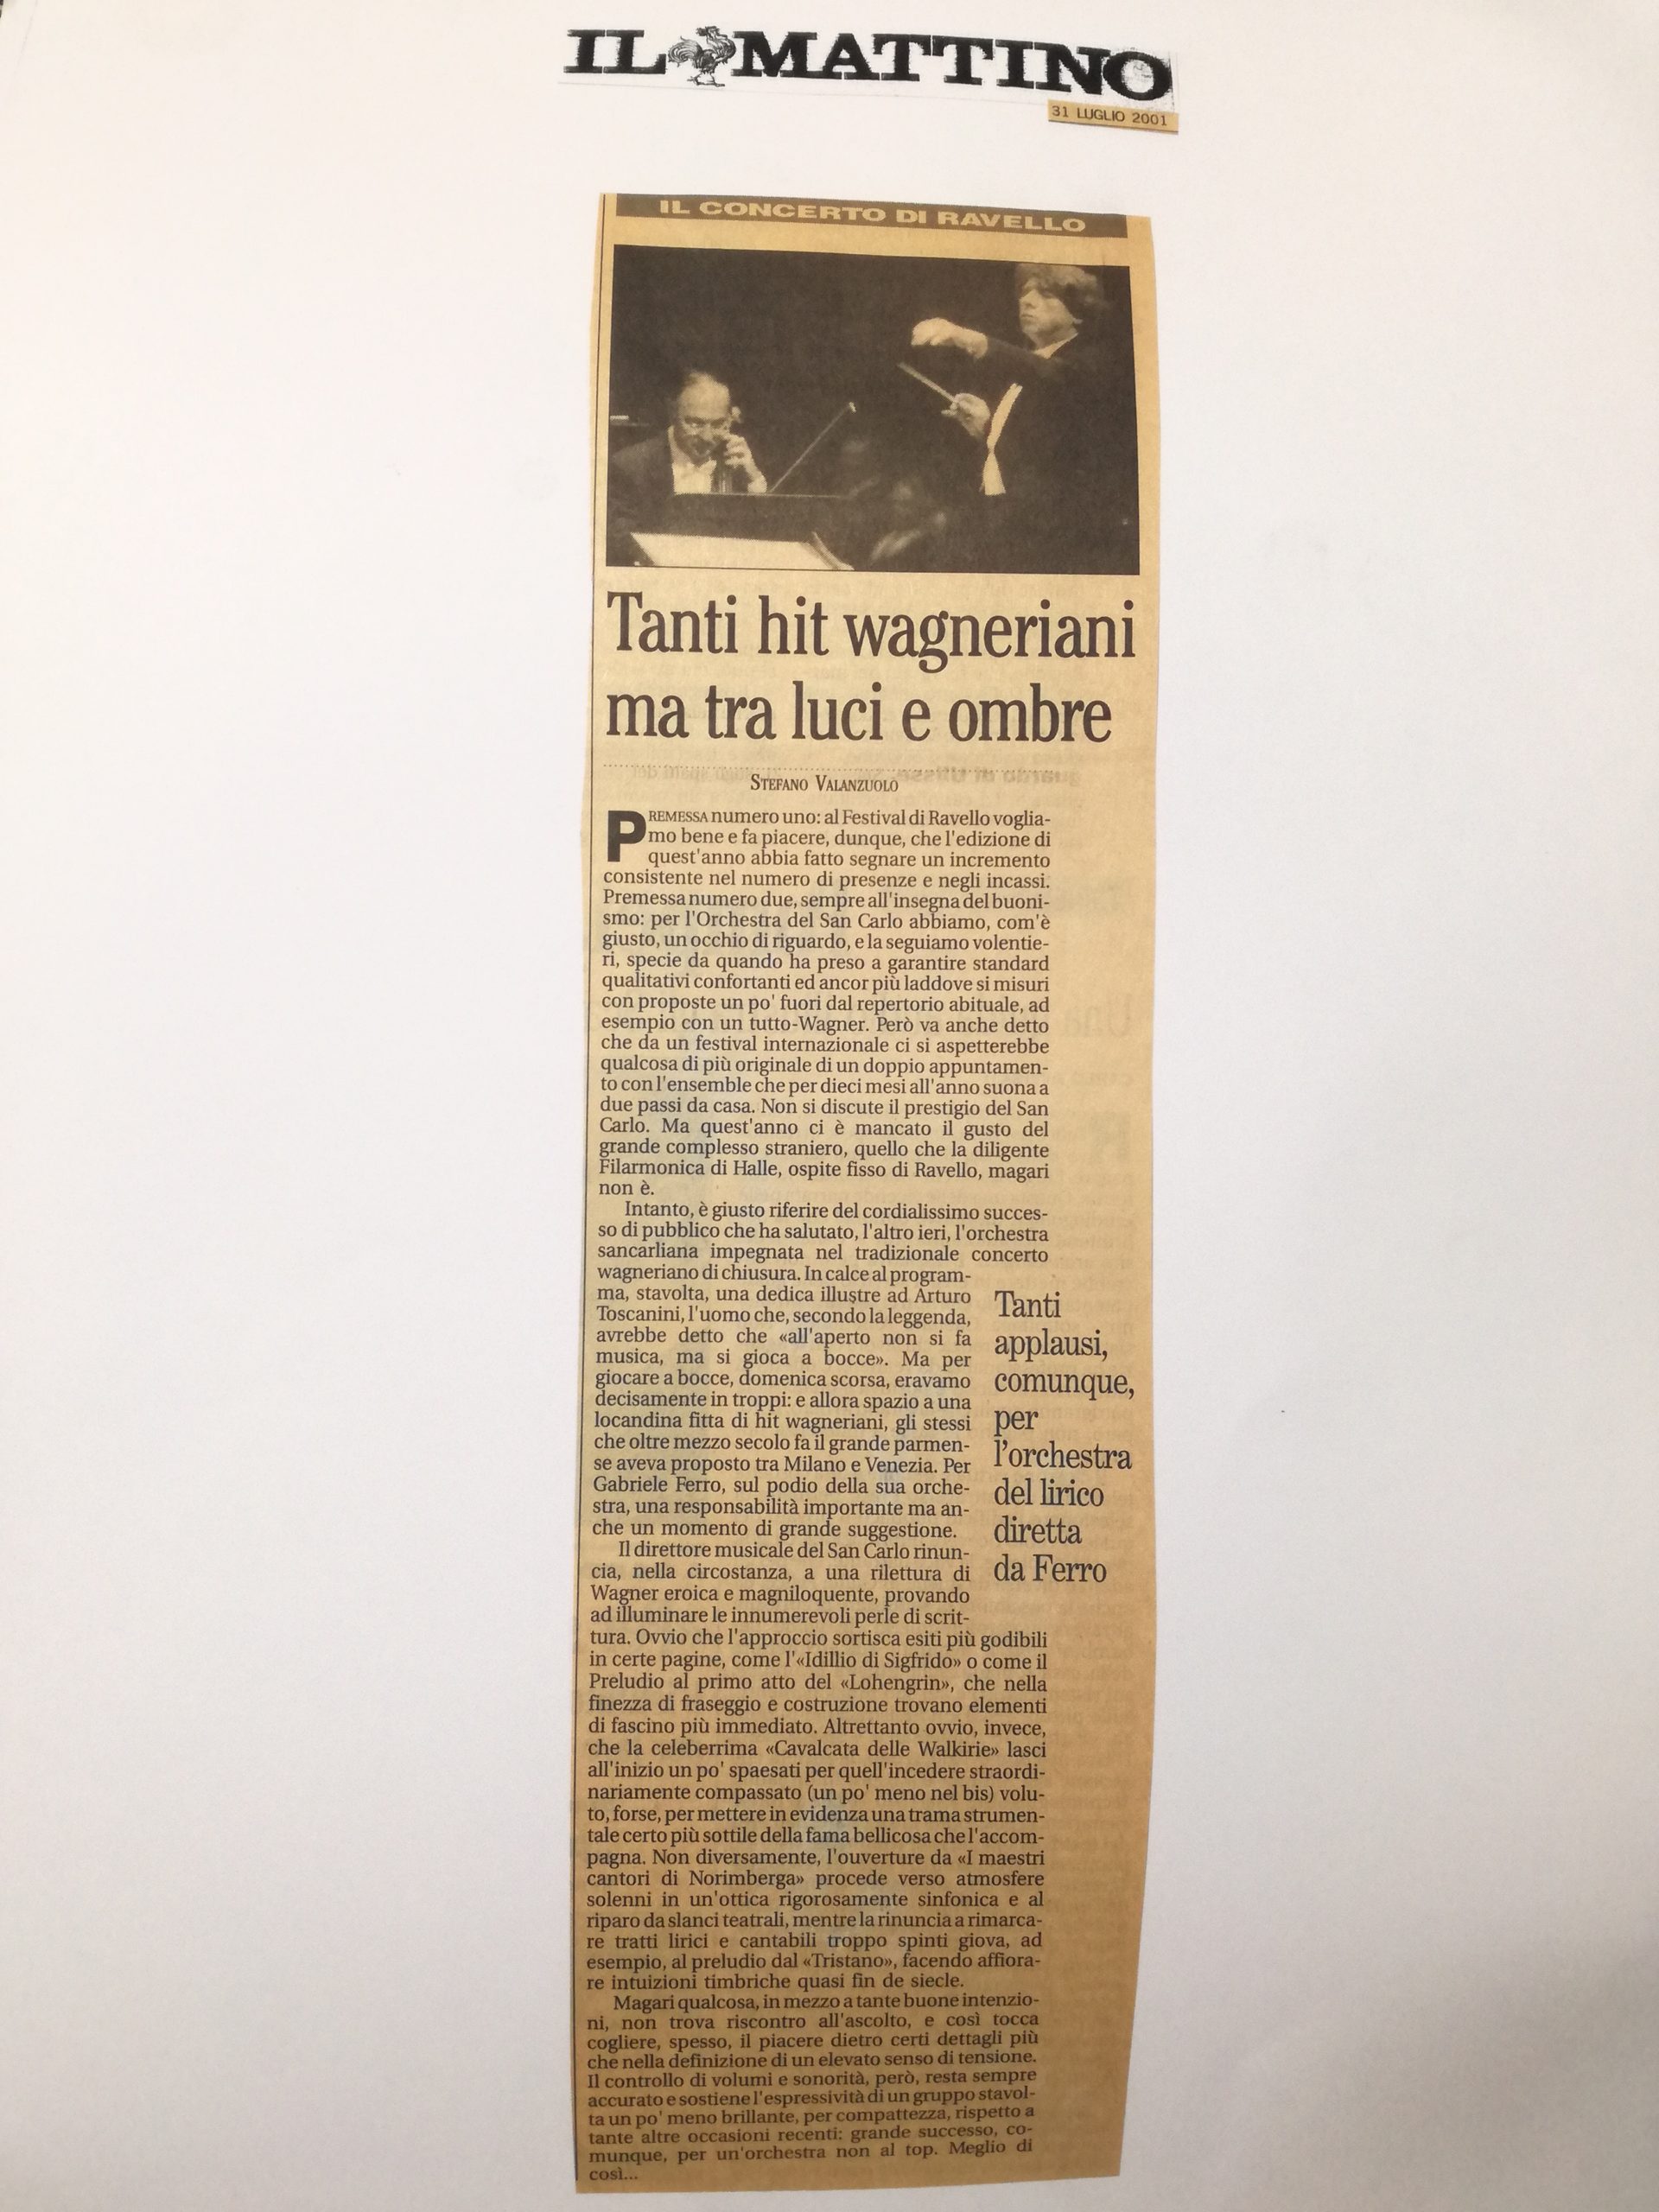 IL MATTINO
31 LUGLIO 2001
IL CONCERTO DI RAVELLO
Tanti hit wagneriani
ma tra luci e ombre
STEFANO VALANZUOLO
PREMESSA numero uno: al Festival di Ravello voglia-
mo bene e fa piacere, dunque, che l'edizione di
quest'anno abbia fatto segnare un incremento
consistente nel numero di presenze e negli incassi.
Premessa numero due, sempre all'insegna del buoni-
smo: per l'Orchestra del San Carlo abbiamo, com'è
giusto, un occhio di riguardo, e la seguiamo volentie-
ri, specie da quando ha preso a garantire standard
qualitativi confortanti ed ancor più laddove si misuri
con proposte un po' fuori dal repertorio abituale, ad
esempio con un tutto-Wagner. Però va anche detto
che da un festival internazionale ci si aspetterebbe
qualcosa di più originale di un doppio appuntamen-
to con l'ensemble che per dieci mesi all'anno suona a
due passi da casa. Non si discute il prestigio del San
Carlo. Ma quest'anno ci è mancato il gusto del
grande complesso straniero, quello che la diligente
Filarmonica di Halle, ospite fisso di Ravello, magari
non è.
Intanto, è giusto riferire del cordialissimo succes-
so di pubblico che ha salutato, l'altro ieri, l'orchestra
sancarliana impegnata nel tradizionale concerto
wagneriano di chiusura. In calce al program-
ma, stavolta, una dedica illustre ad Arturo
Toscanini, l'uomo che, secondo la leggenda,
avrebbe detto che «all'aperto non si fa
musica, ma si gioca a bocce». Ma per
giocare a bocce, domenica scorsa, eravamo
decisamente in troppi: e allora spazio a una
locandina fitta di hit wagneriani, gli stessi
che oltre mezzo secolo fa il grande parmen-
se aveva proposto tra Milano e Venezia. Per
Gabriele Ferro, sul podio della sua orche-
stra, una responsabilità importante ma an-
che un momento di grande suggestione.
Il direttore musicale del San Carlo rinun-
cia, nella circostanza, a una rilettura di
Wagner eroica e magniloquente, provando
ad illuminare le innumerevoli perle di scrit-
tura. Ovvio che l'approccio sortisca esiti più godibili
in certe pagine, come l'«Idillio di Sigfrido» o come il
Preludio al primo atto del «Lohengrin», che nella
finezza di fraseggio e costruzione trovano elementi
di fascino più immediato. Altrettanto ovvio, invece,
che la celeberrima «Cavalcata delle Walkirie» lasci
all'inizio un po' spaesati per quell'incedere straordi-
nariamente compassato (un po' meno nel bis) volu-
to, forse, per mettere in evidenza una trama strumen-
tale certo più sottile della fama bellicosa che l'accom-
pagna. Non diversamente, l'ouverture da «I maestri
cantori di Norimberga» procede verso atmosfere
solenni in un'ottica rigorosamente sinfonica e al
riparo da slanci teatrali, mentre la rinuncia a rimarca-
re tratti lirici e cantabili troppo spinti giova, ad
esempio, al preludio dal «Tristano», facendo affiora-
re intuizioni timbriche quasi fin de siecle.
Magari qualcosa, in mezzo a tante buone intenzio-
ni, non trova riscontro all'ascolto, e così tocca
cogliere, spesso, il piacere dietro certi dettagli più
che nella definizione di un elevato senso di tensione.
Il controllo di volumi e sonorità, però, resta sempre
accurato e sostiene l'espressività di un gruppo stavol-
ta un po' meno brillante, per compattezza, rispetto a
tante altre occasioni recenti: grande successo, co-
munque, per un'orchestra non al top. Meglio di
così...
Tanti
applausi,
comunque,
per
l'orchestra
del lirico
diretta
da Ferro